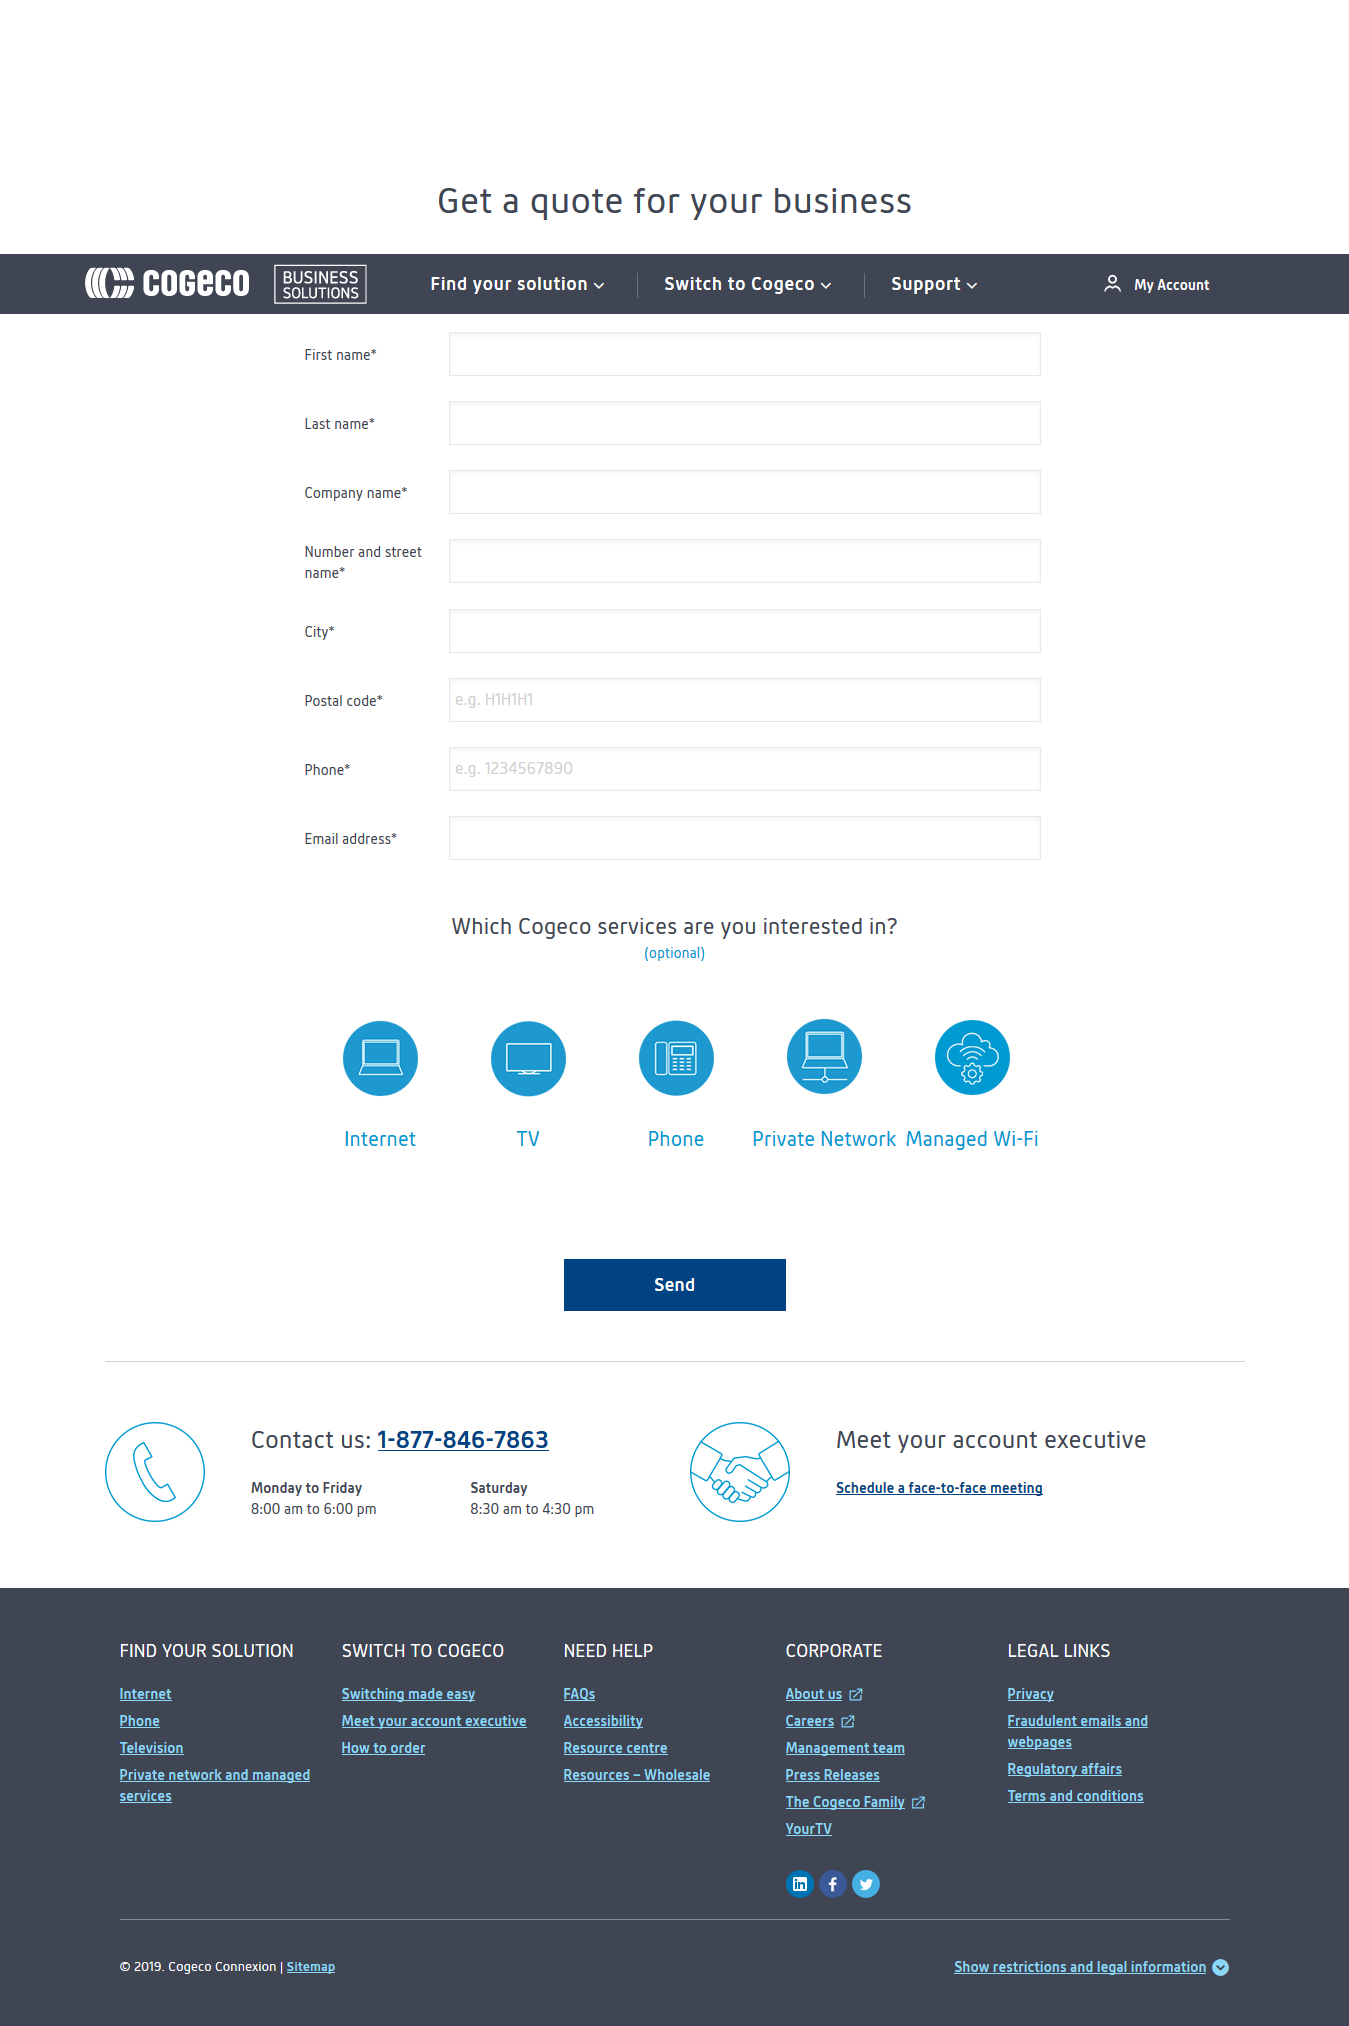 Get a quote for your business
COGECO
BUSINESS
SOLUTIONS
Find your solution
Switch to Cogeco
Support
My Account
First name*
Last name*
Company name*
Number and street
name*
City*
Postal code*
e.g. H1H1H1
Phone*
e.g. 1234567890
Email address*
Which Cogeco services are you interested in?
(optional)
Internet
TV
Phone
Private Network
Managed Wi-Fi
Send
Contact us: 1-877-846-7863
Monday to Friday
8:00 am to 6:00 pm
Saturday
8:30 am to 4:30 pm
Meet your account executive
Schedule a face-to-face meeting
FIND YOUR SOLUTION
Internet
Phone
Television
Private network and managed
services
SWITCH TO COGECO
Switching made easy
Meet your account executive
How to order
NEED HELP
FAQs
Accessibility
Resource centre
Resources – Wholesale
CORPORATE
About us
Careers
Management team
Press Releases
The Cogeco Family
YourTV
LEGAL LINKS
Privacy
Fraudulent emails and
webpages
Regulatory affairs
Terms and conditions
© 2019. Cogeco Connexion | Sitemap
Show restrictions and legal information